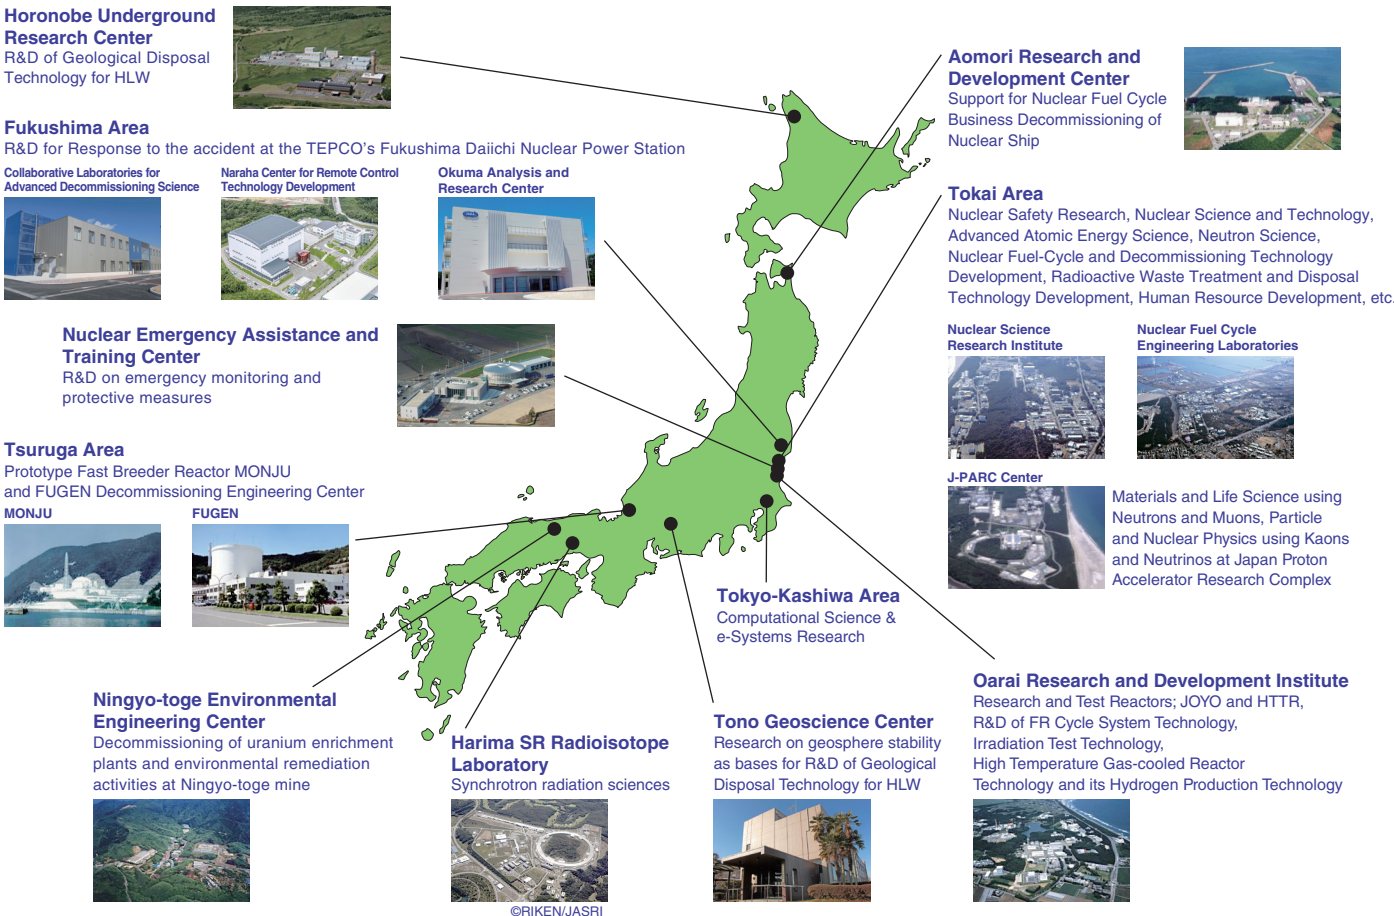 Horonobe Underground
Research Center
R&D of Geological Disposal
Technology for HLW
Fukushima Area
R&D for Response to the accident at the TEPCO's Fukushima Daiichi Nuclear Power Station
Collaborative Laboratories for
Advanced Decommissioning Science
Naraha Center for Remote Control
Technology Development
Okuma Analysis and
Research Center
Nuclear Emergency Assistance and
Training Center
R&D on emergency monitoring and
protective measures
Tsuruga Area
Prototype Fast Breeder Reactor MONJU
and FUGEN Decommissioning Engineering Center
MONJU
FUGEN
Aomori Research and
Development Center
Support for Nuclear Fuel Cycle
Business Decommissioning of
Nuclear Ship
Tokai Area
Nuclear Safety Research, Nuclear Science and Technology,
Advanced Atomic Energy Science, Neutron Science,
Nuclear Fuel-Cycle and Decommissioning Technology
Development, Radioactive Waste Treatment and Disposal
Technology Development, Human Resource Development, etc.
Nuclear Science
Research Institute
Nuclear Fuel Cycle
Engineering Laboratories
J-PARC Center
Materials and Life Science using
Neutrons and Muons, Particle
and Nuclear Physics using Kaons
and Neutrinos at Japan Proton
Accelerator Research Complex
Tokyo-Kashiwa Area
Computational Science &
e-Systems Research
Ningyo-toge Environmental
Engineering Center
Decommissioning of uranium enrichment
plants and environmental remediation
activities at Ningyo-toge mine
Harima SR Radioisotope
Laboratory
Synchrotron radiation sciences
©RIKEN/JASRI
Tono Geoscience Center
Research on geosphere stability
as bases for R&D of Geological
Disposal Technology for HLW
Oarai Research and Development Institute
Research and Test Reactors; JOYO and HTTR,
R&D of FR Cycle System Technology,
Irradiation Test Technology,
High Temperature Gas-cooled Reactor
Technology and its Hydrogen Production Technology